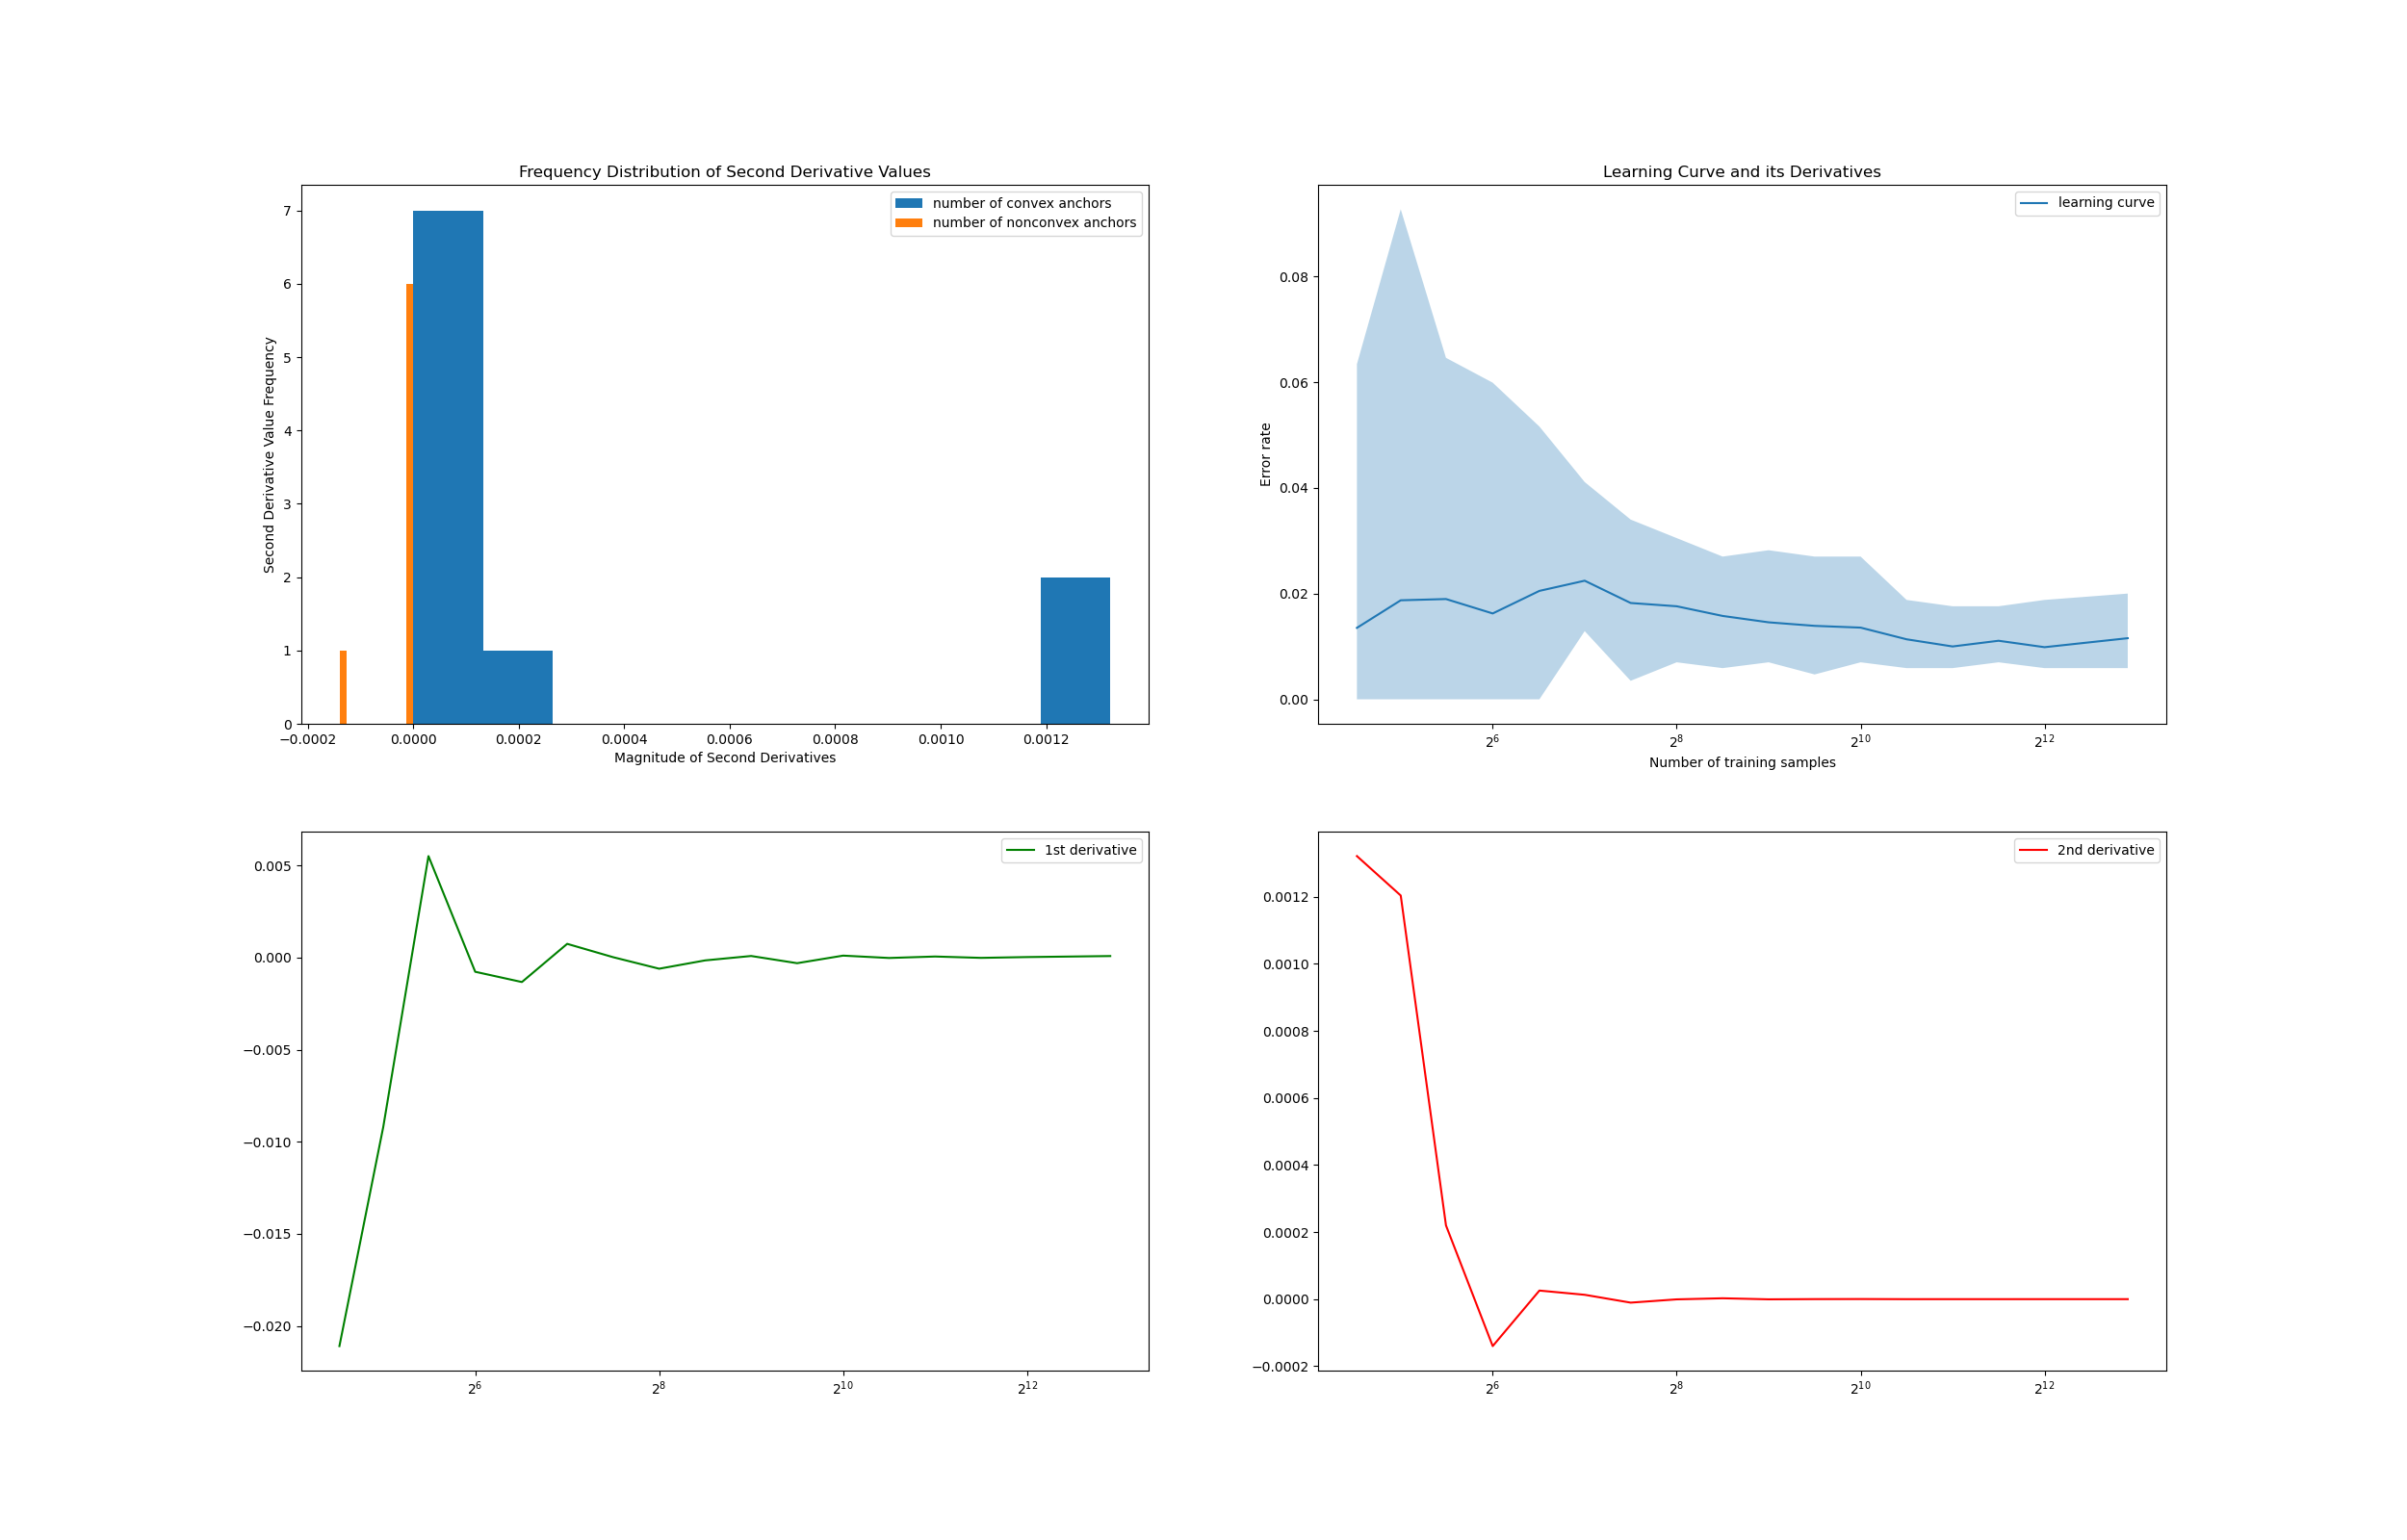 Frequency Distribution of Second Derivative Values
number of convex anchors
number of nonconvex anchors
7
6
5
4
3
2
1
0
Second Derivative Value Frequency
−0.0002 0.0000 0.0002 0.0004 0.0006 0.0008 0.0010 0.0012
Magnitude of Second Derivatives
Learning Curve and its Derivatives
learning curve
0.08
0.06
0.04
0.02
0.00
Error rate
2^6 2^8 2^10 2^12
Number of training samples
1st derivative
0.005
0.000
−0.005
−0.010
−0.015
−0.020
2^6 2^8 2^10 2^12
2nd derivative
0.0012
0.0010
0.0008
0.0006
0.0004
0.0002
0.0000
−0.0002
2^6 2^8 2^10 2^12